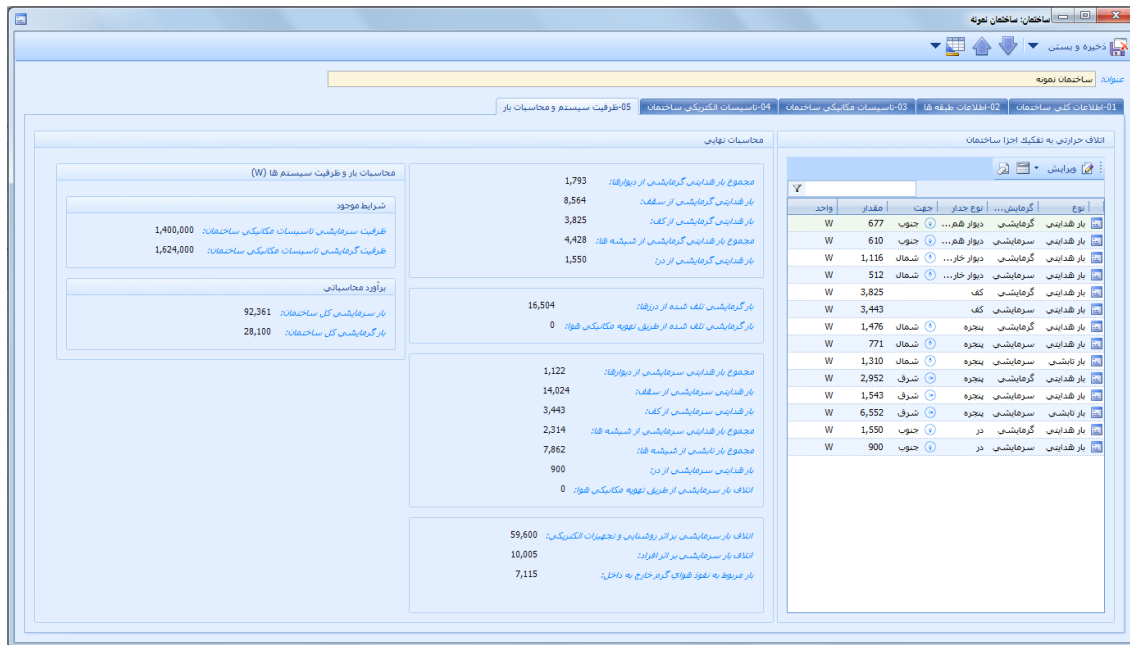 ساختمان: ساختمان نمونه
ذخیره و بستن
عنوان: ساختمان نمونه
01-اطلاعات کلی ساختمان
02-اطلاعات طبقه ها
03-تاسیسات مکانیکی ساختمان
04-تاسیسات الکتریکی ساختمان
05-ظرفیت سیستم و محاسبات بار
اتلاف حرارتی به تفکیک اجزا ساختمان
ویرایش
نوع گرمایش... نوع جدار جهت مقدار واحد
بار هدایتی گرمایشی دیوار هم... جنوب 677 W
بار هدایتی سرمایشی دیوار هم... جنوب 610 W
بار هدایتی گرمایشی دیوار خار... شمال 1,116 W
بار هدایتی سرمایشی دیوار خار... شمال 512 W
بار هدایتی گرمایشی کف 3,825 W
بار هدایتی سرمایشی کف 3,443 W
بار هدایتی گرمایشی پنجره شمال 1,476 W
بار هدایتی سرمایشی پنجره شمال 771 W
بار تابشی سرمایشی پنجره شمال 1,310 W
بار هدایتی گرمایشی پنجره شرق 2,952 W
بار هدایتی سرمایشی پنجره شرق 1,543 W
بار تابشی سرمایشی پنجره شرق 6,552 W
بار هدایتی گرمایشی در جنوب 1,550 W
بار هدایتی سرمایشی در جنوب 900 W
محاسبات نهایی
مجموع بار هدایتی گرمایشی از دیوارها: 1,793
بار هدایتی گرمایشی از سقف: 8,564
بار هدایتی گرمایشی از کف: 3,825
مجموع بار هدایتی گرمایشی از شیشه ها: 4,428
بار هدایتی گرمایشی از در: 1,550
بار گرمایشی تلف شده از درزها: 16,504
بار گرمایشی تلف شده از طریق تهویه مکانیکی هوا: 0
مجموع بار هدایتی سرمایشی از دیوارها: 1,122
بار هدایتی سرمایشی از سقف: 14,024
بار هدایتی سرمایشی از کف: 3,443
مجموع بار هدایتی سرمایشی از شیشه ها: 2,314
مجموع بار تابشی از شیشه ها: 7,862
بار هدایتی سرمایشی از در: 900
اتلاف بار سرمایشی از طریق تهویه مکانیکی هوا: 0
اتلاف بار سرمایشی بر اثر روشنایی و تجهیزات الکتریکی: 59,600
اتلاف بار سرمایشی بر اثر افراد: 10,005
بار مربوط به نفوذ هوای گرم خارج به داخل: 7,115
محاسبات بار و ظرفیت سیستم ها (W)
شرایط موجود
ظرفیت سرمایشی تاسیسات مکانیکی ساختمان: 1,400,000
ظرفیت گرمایشی تاسیسات مکانیکی ساختمان: 1,624,000
برآورد محاسباتی
بار سرمایشی کل ساختمان: 92,361
بار گرمایشی کل ساختمان: 28,100